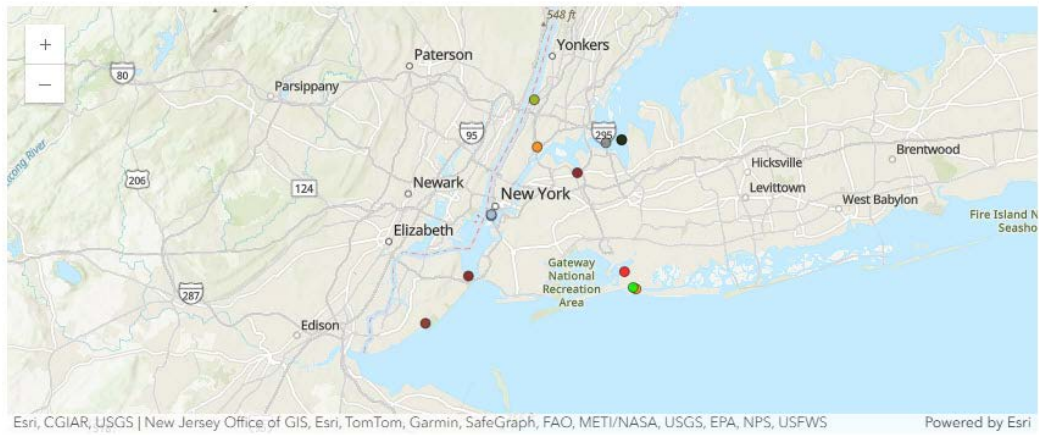 548 ft
Yonkers
Paterson
+
80
−
Parsippany
95
295
Brentwood
Hicksville
206
124
Newark
New York
Levittown
West Babylon
Elizabeth
Fire Island N
Seasho
Gateway
National
Recreation
Area
287
Edison
Esri, CGIAR, USGS | New Jersey Office of GIS, Esri, TomTom, Garmin, SafeGraph, FAO, METI/NASA, USGS, EPA, NPS, USFWS
Powered by Esri